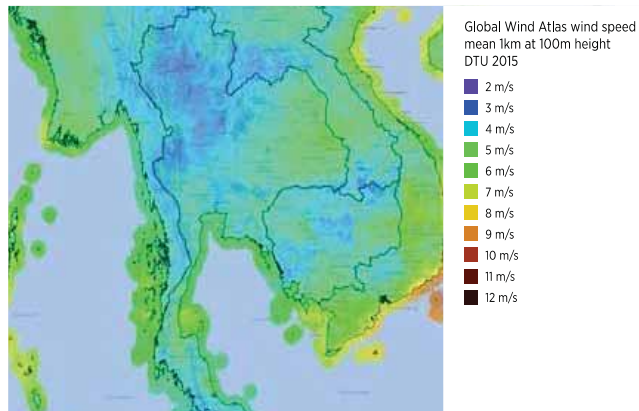 Global Wind Atlas wind speed
mean 1km at 100m height
DTU 2015
2 m/s
3 m/s
4 m/s
5 m/s
6 m/s
7 m/s
8 m/s
9 m/s
10 m/s
11 m/s
12 m/s